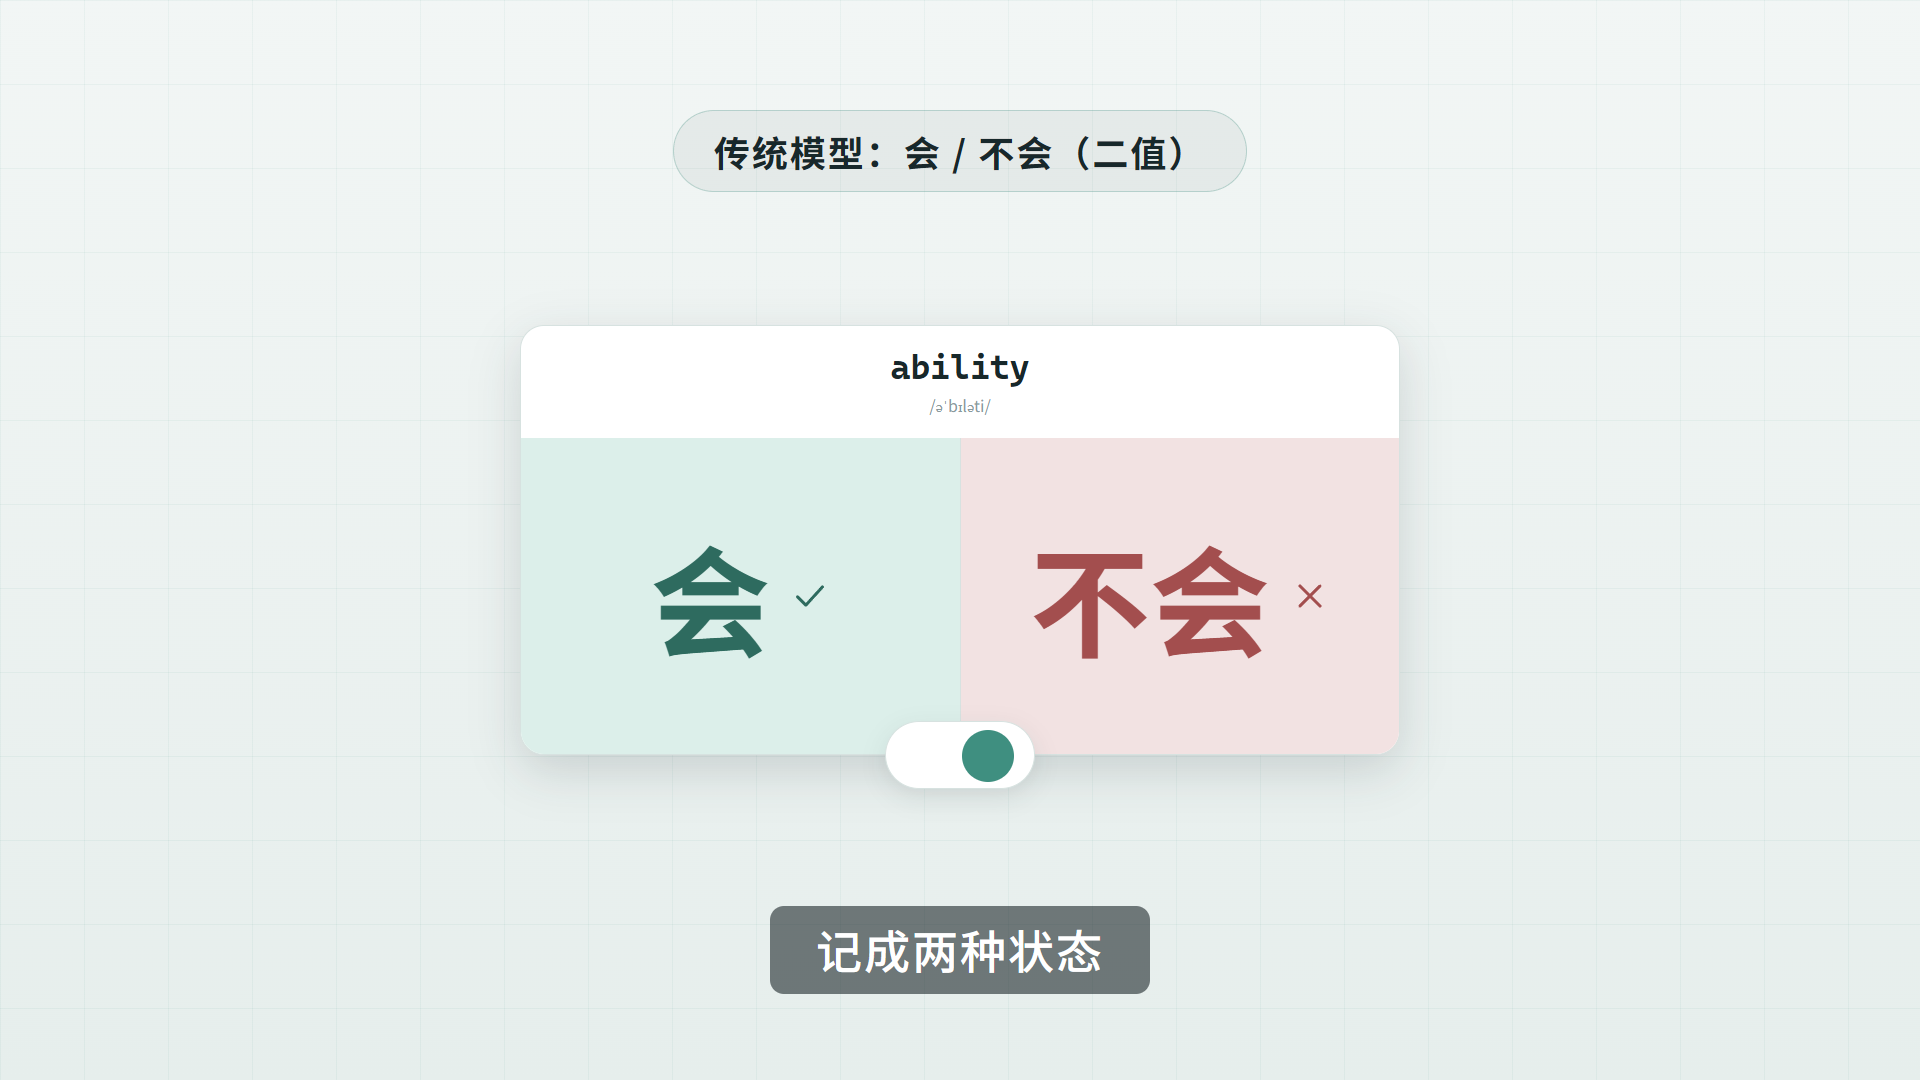 传统模型：会 / 不会（二值）
ability
/əˈbɪləti/
会 ✓
不会 ✕
记成两种状态